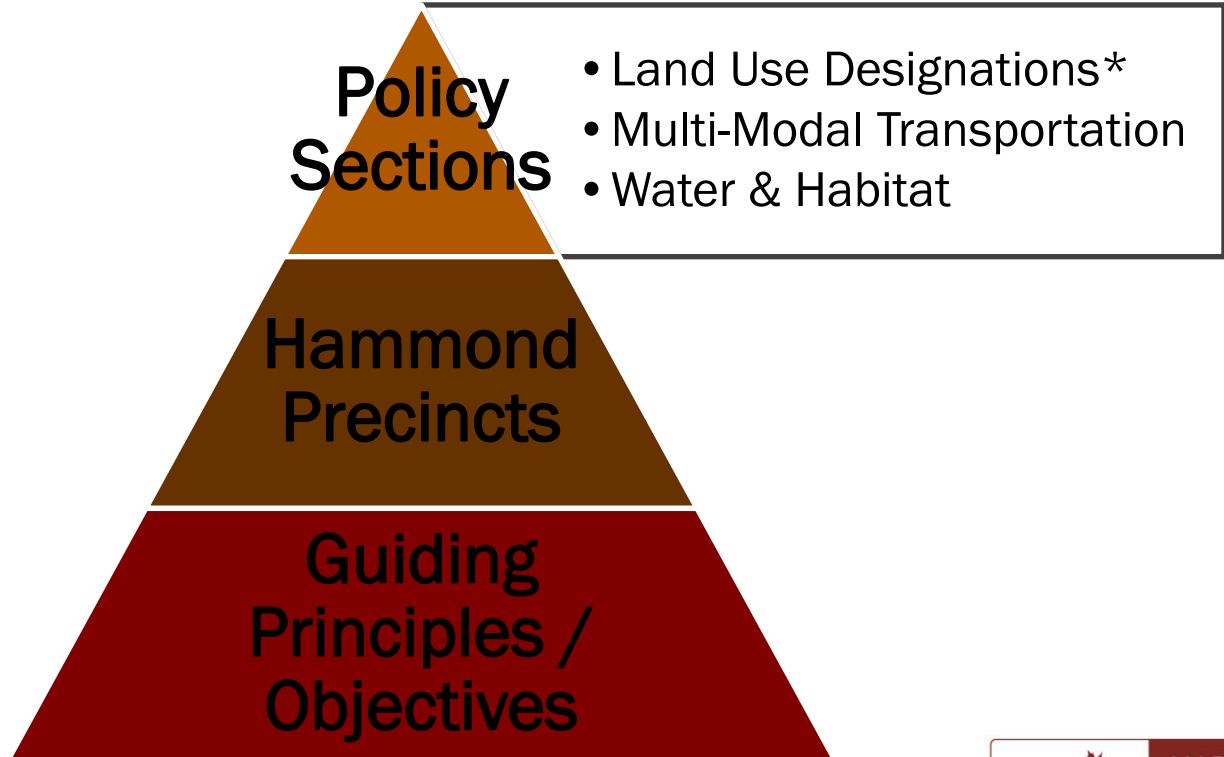 Policy
Sections
• Land Use Designations*
• Multi-Modal Transportation
• Water & Habitat
Hammond
Precincts
Guiding
Principles /
Objectives